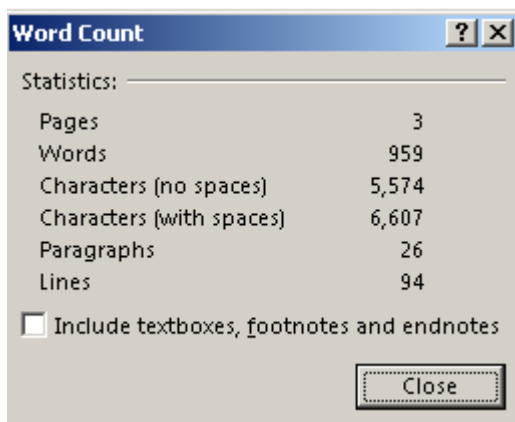 Word Count
Statistics:
Pages 3
Words 959
Characters (no spaces) 5,574
Characters (with spaces) 6,607
Paragraphs 26
Lines 94
Include textboxes, footnotes and endnotes
Close